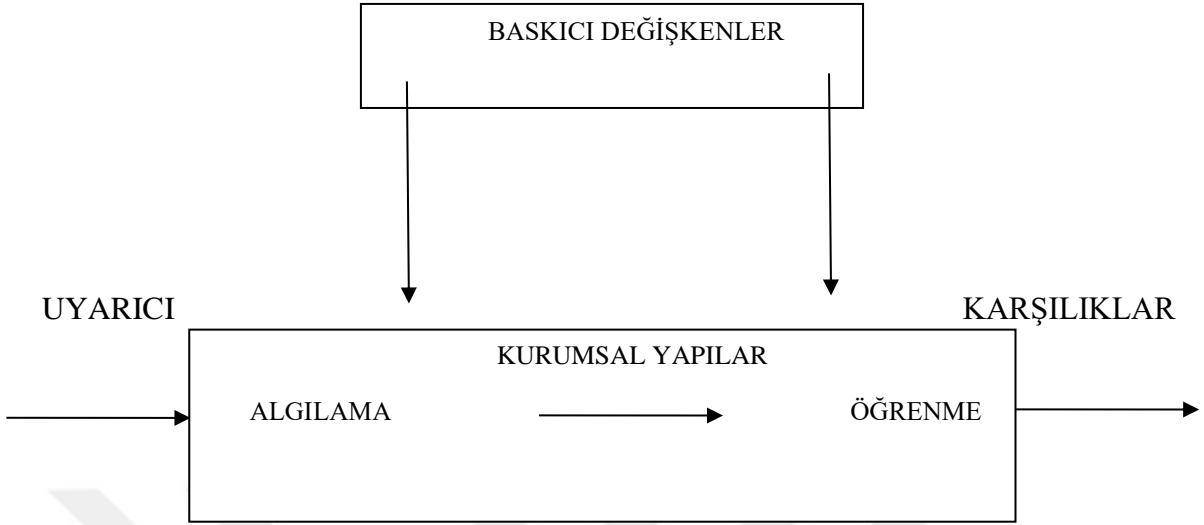 BASKICI DEĞİŞKENLER
UYARICI
KARŞILIKLAR
KURUMSAL YAPILAR
ALGILAMA
ÖĞRENME